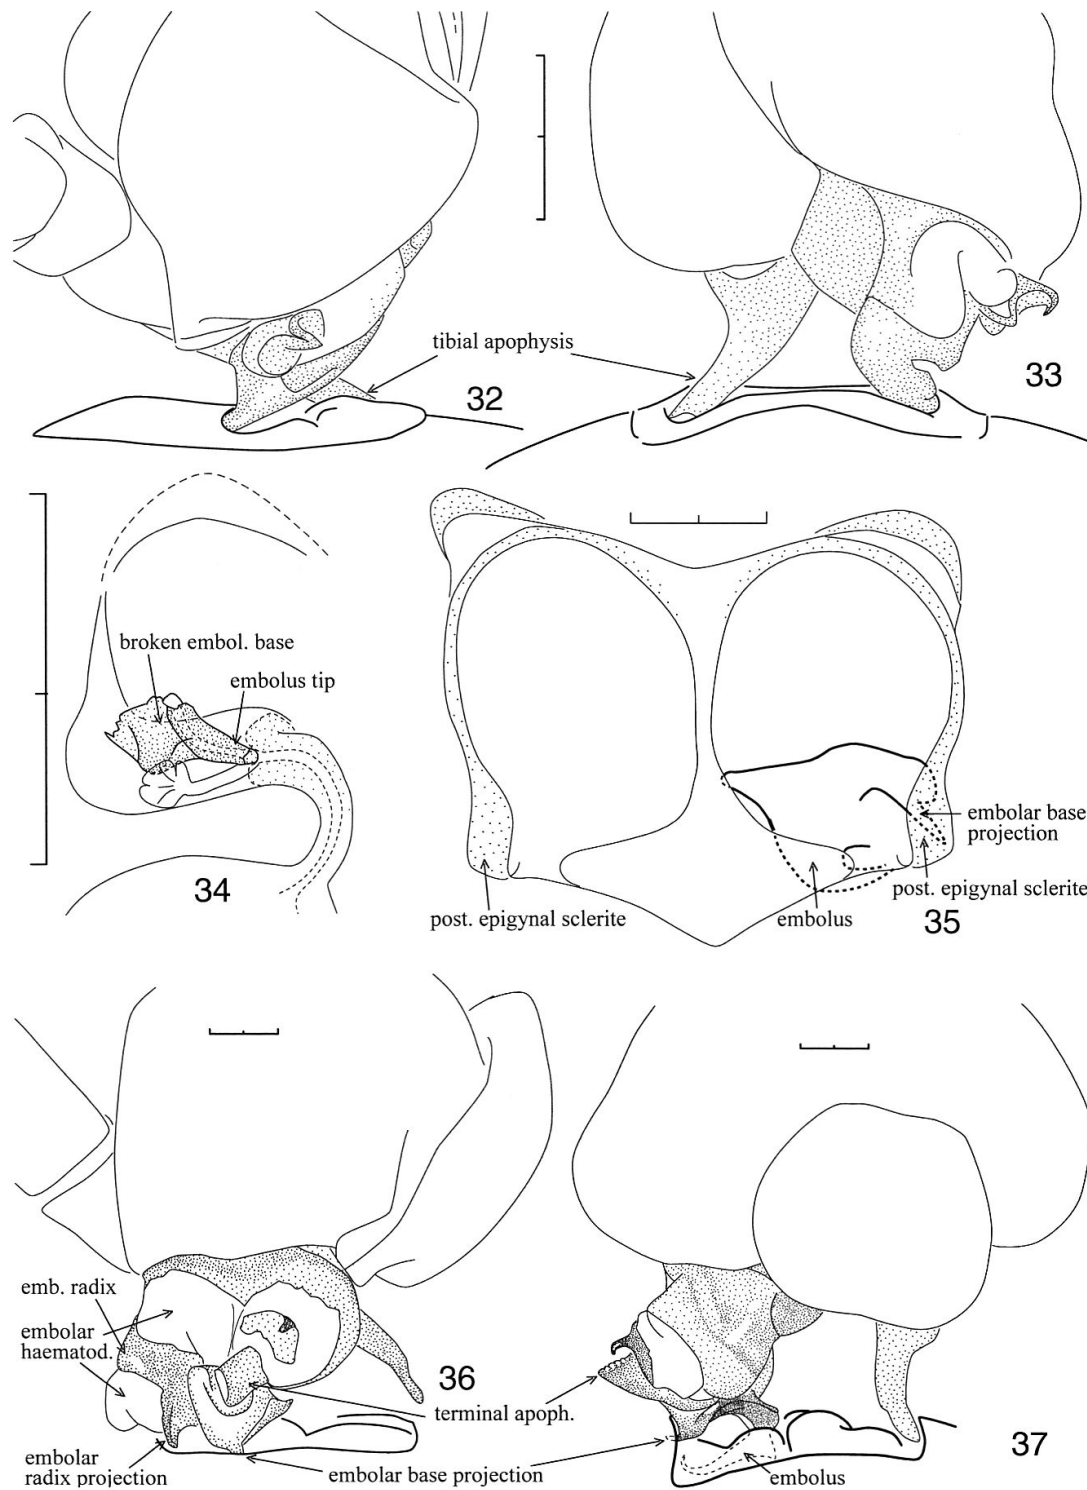 tibial apophysis
32
33
broken embol. base
embolus tip
34
embolar base
projection
post. epigynal sclerite
post. epigynal sclerite
embolus
35
emb. radix
embolar
haematod.
36
terminal apoph.
embolar
radix projection
embolar base projection
embolus
37